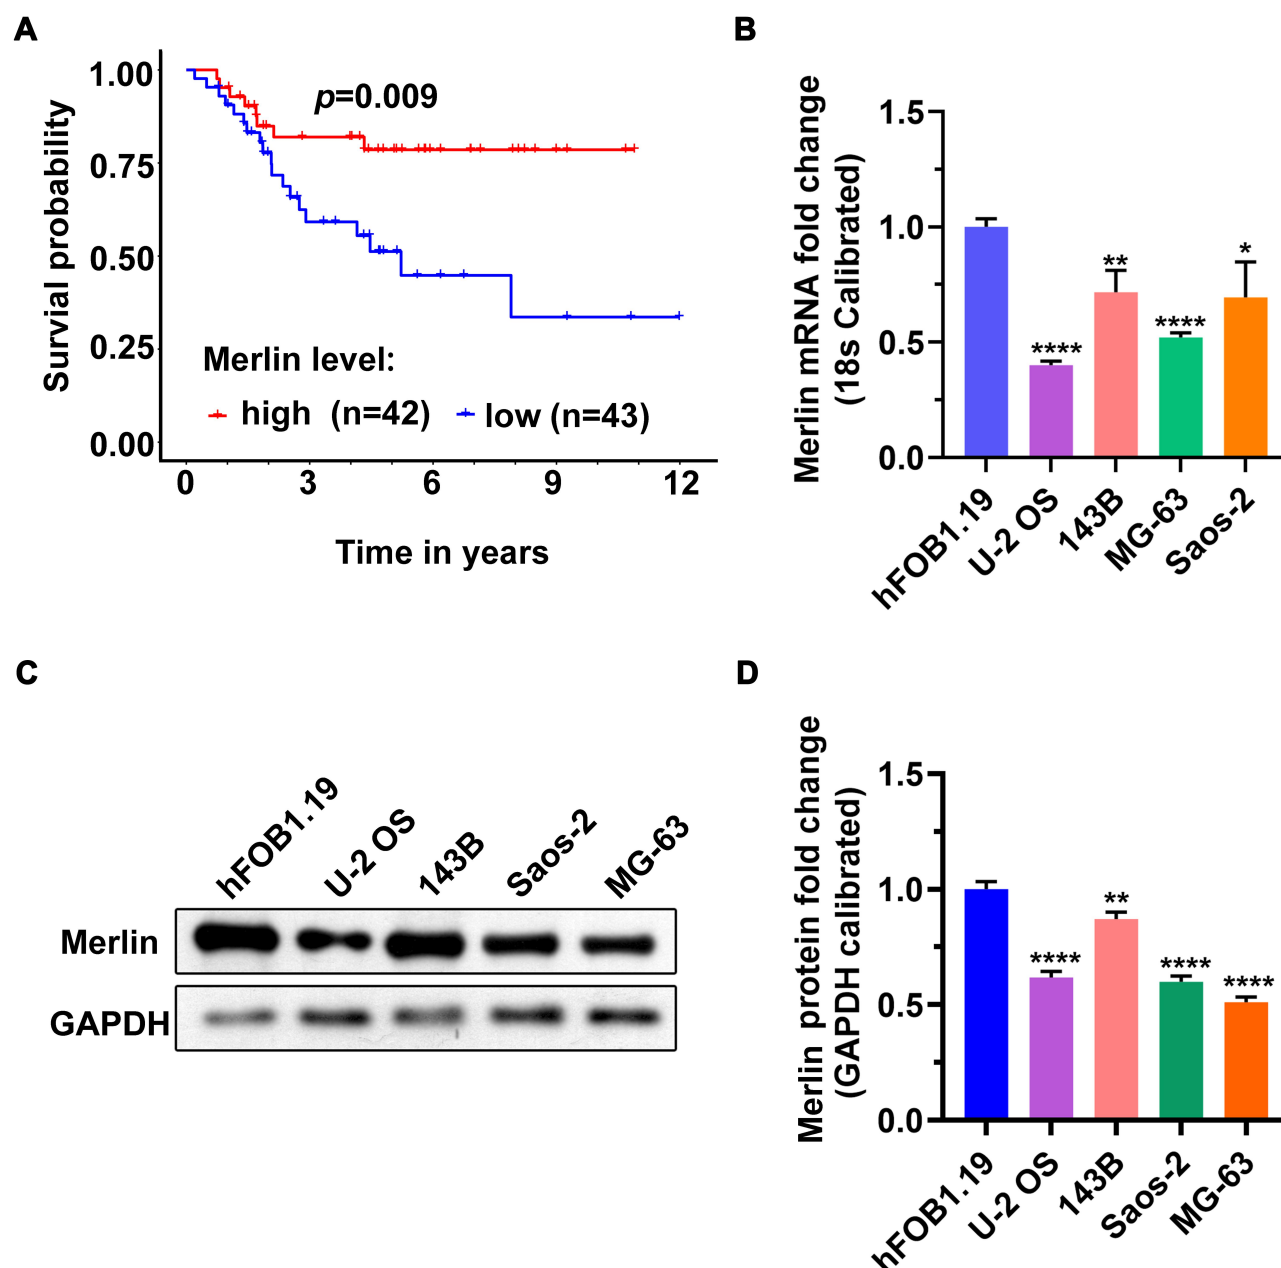 A
Survial probability
1.00
0.75
0.50
0.25
0.00
p=0.009
Merlin level:
high (n=42) low (n=43)
0 3 6 9 12
Time in years
B
Merlin mRNA fold change
(18s Calibrated)
1.5
1.0
0.5
0.0
****
**
****
*
hFOB1.19
U-2 OS
143B
MG-63
Saos-2
C
hFOB1.19
U-2 OS
143B
Saos-2
MG-63
Merlin
GAPDH
D
Merlin protein fold change
(GAPDH calibrated)
1.5
1.0
0.5
0.0
****
**
****
****
hFOB1.19
U-2 OS
143B
Saos-2
MG-63